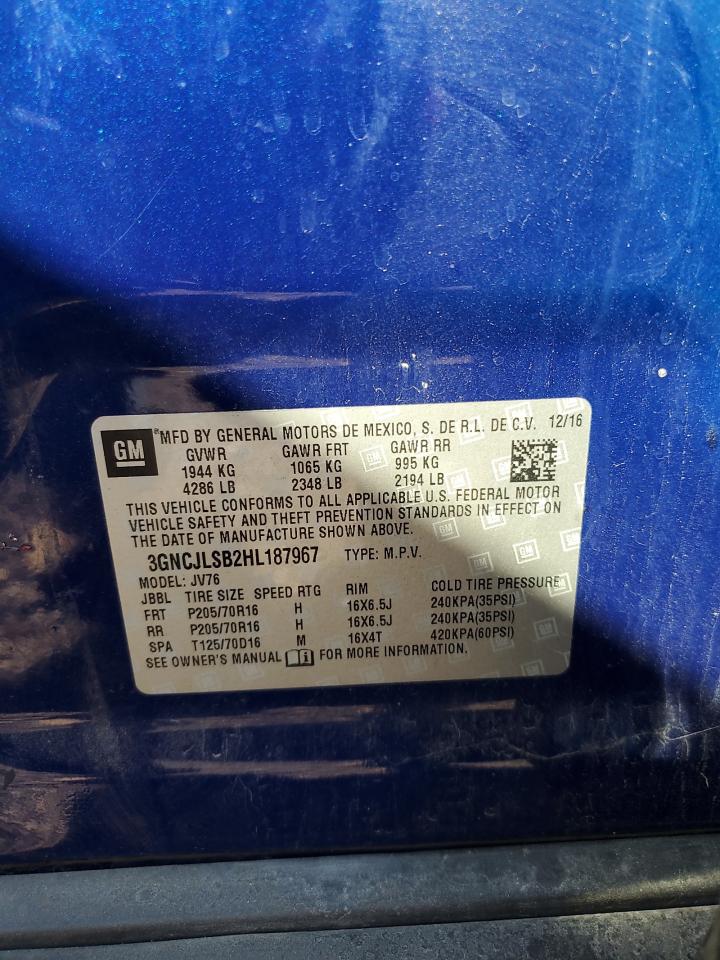 GM ®MFD BY GENERAL MOTORS DE MEXICO, S. DE R.L. DE C.V. 12/16
GVWR GAWR FRT GAWR RR
1944 KG 1065 KG 995 KG
4286 LB 2348 LB 2194 LB
THIS VEHICLE CONFORMS TO ALL APPLICABLE U.S. FEDERAL MOTOR
VEHICLE SAFETY AND THEFT PREVENTION STANDARDS IN EFFECT ON
THE DATE OF MANUFACTURE SHOWN ABOVE.
3GNCJLSB2HL187967 TYPE: M.P.V.
MODEL: JV76
JBBL TIRE SIZE SPEED RTG RIM COLD TIRE PRESSURE
FRT P205/70R16 H 16X6.5J 240KPA(35PSI)
RR P205/70R16 H 16X6.5J 240KPA(35PSI)
SPA T125/70D16 M 16X4T 420KPA(60PSI)
SEE OWNER'S MANUAL FOR MORE INFORMATION.